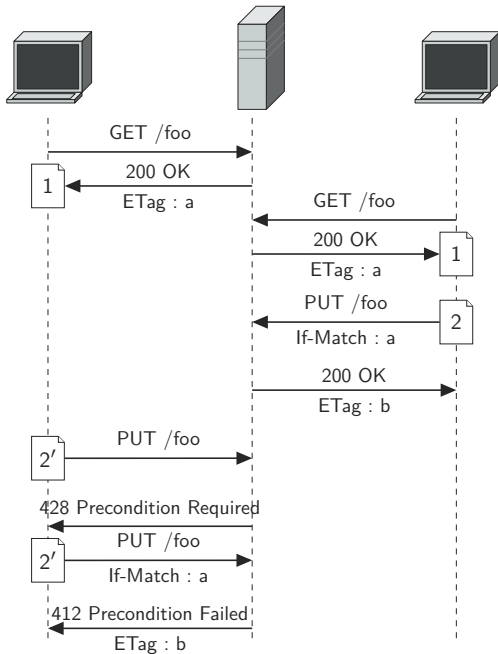 GET /foo
200 OK
1
ETag : a
GET /foo
200 OK
1
ETag : a
PUT /foo
2
If-Match : a
200 OK
ETag : b
PUT /foo
2′
428 Precondition Required
PUT /foo
2′
If-Match : a
412 Precondition Failed
ETag : b